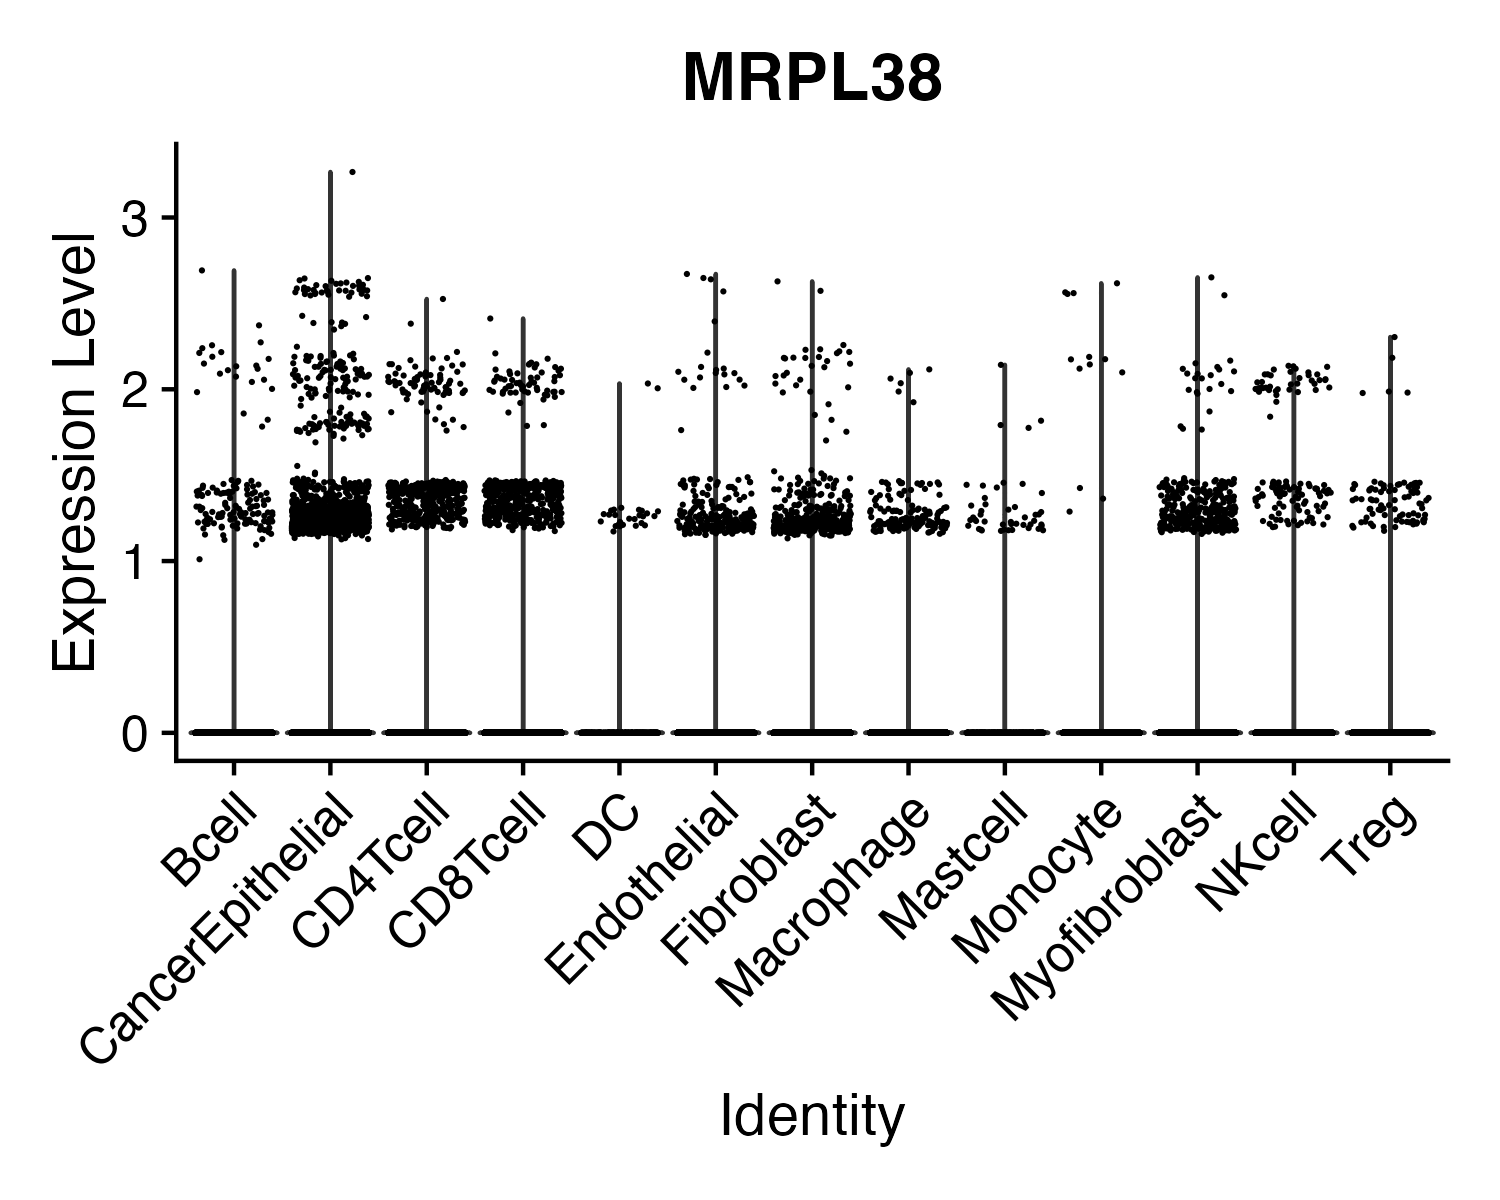 MRPL38
Expression Level
3
2
1
0
Bcell
CancerEpithelial
CD4Tcell
CD8Tcell
DC
Endothelial
Fibroblast
Macrophage
Mastcell
Monocyte
Myofibroblast
NKcell
Treg
Identity